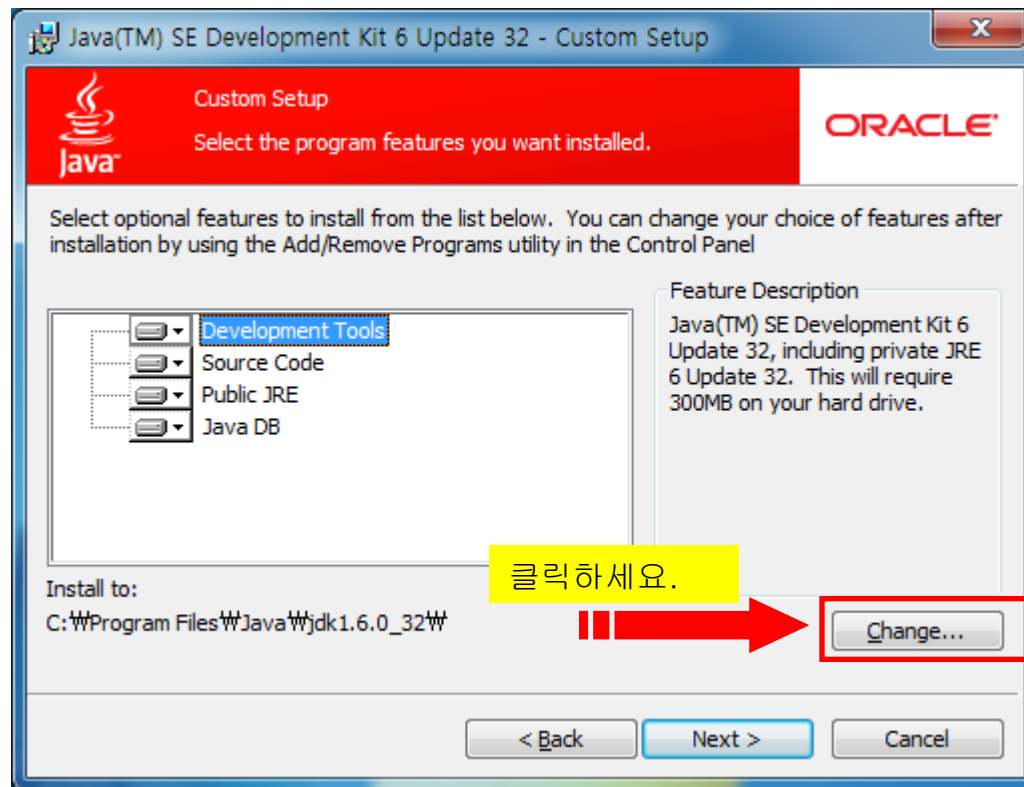 Java(TM) SE Development Kit 6 Update 32 - Custom Setup
Custom Setup
Select the program features you want installed.
Java™
ORACLE®
Select optional features to install from the list below. You can change your choice of features after
installation by using the Add/Remove Programs utility in the Control Panel
Development Tools
Source Code
Public JRE
Java DB
Feature Description
Java(TM) SE Development Kit 6
Update 32, including private JRE
6 Update 32. This will require
300MB on your hard drive.
클릭하세요.
Install to:
C:₩Program Files₩Java₩jdk1.6.0_32₩
Change...
< Back
Next >
Cancel